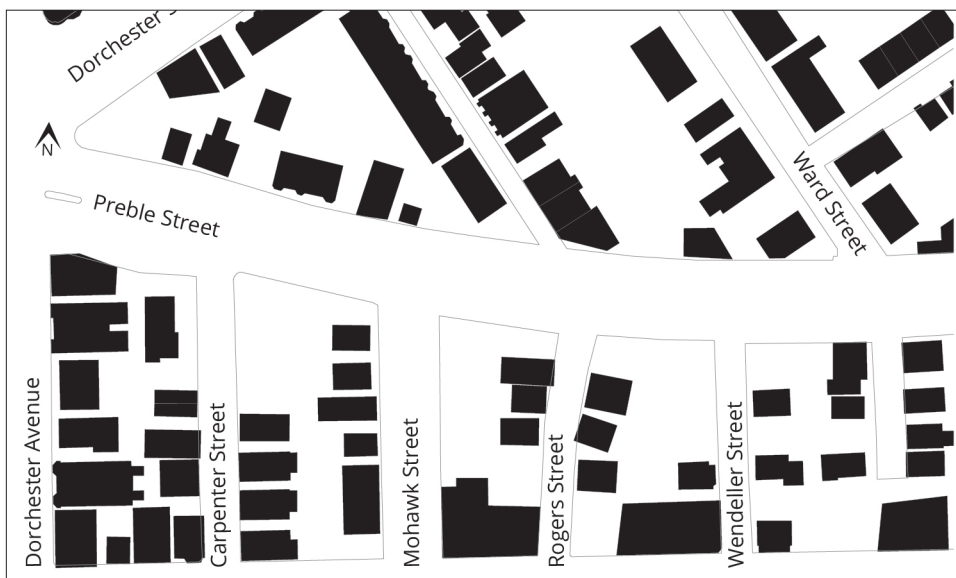 Dorchester S
N
Preble Street
Ward Street
Dorchester Avenue
Carpenter Street
Mohawk Street
Rogers Street
Wendeller Street